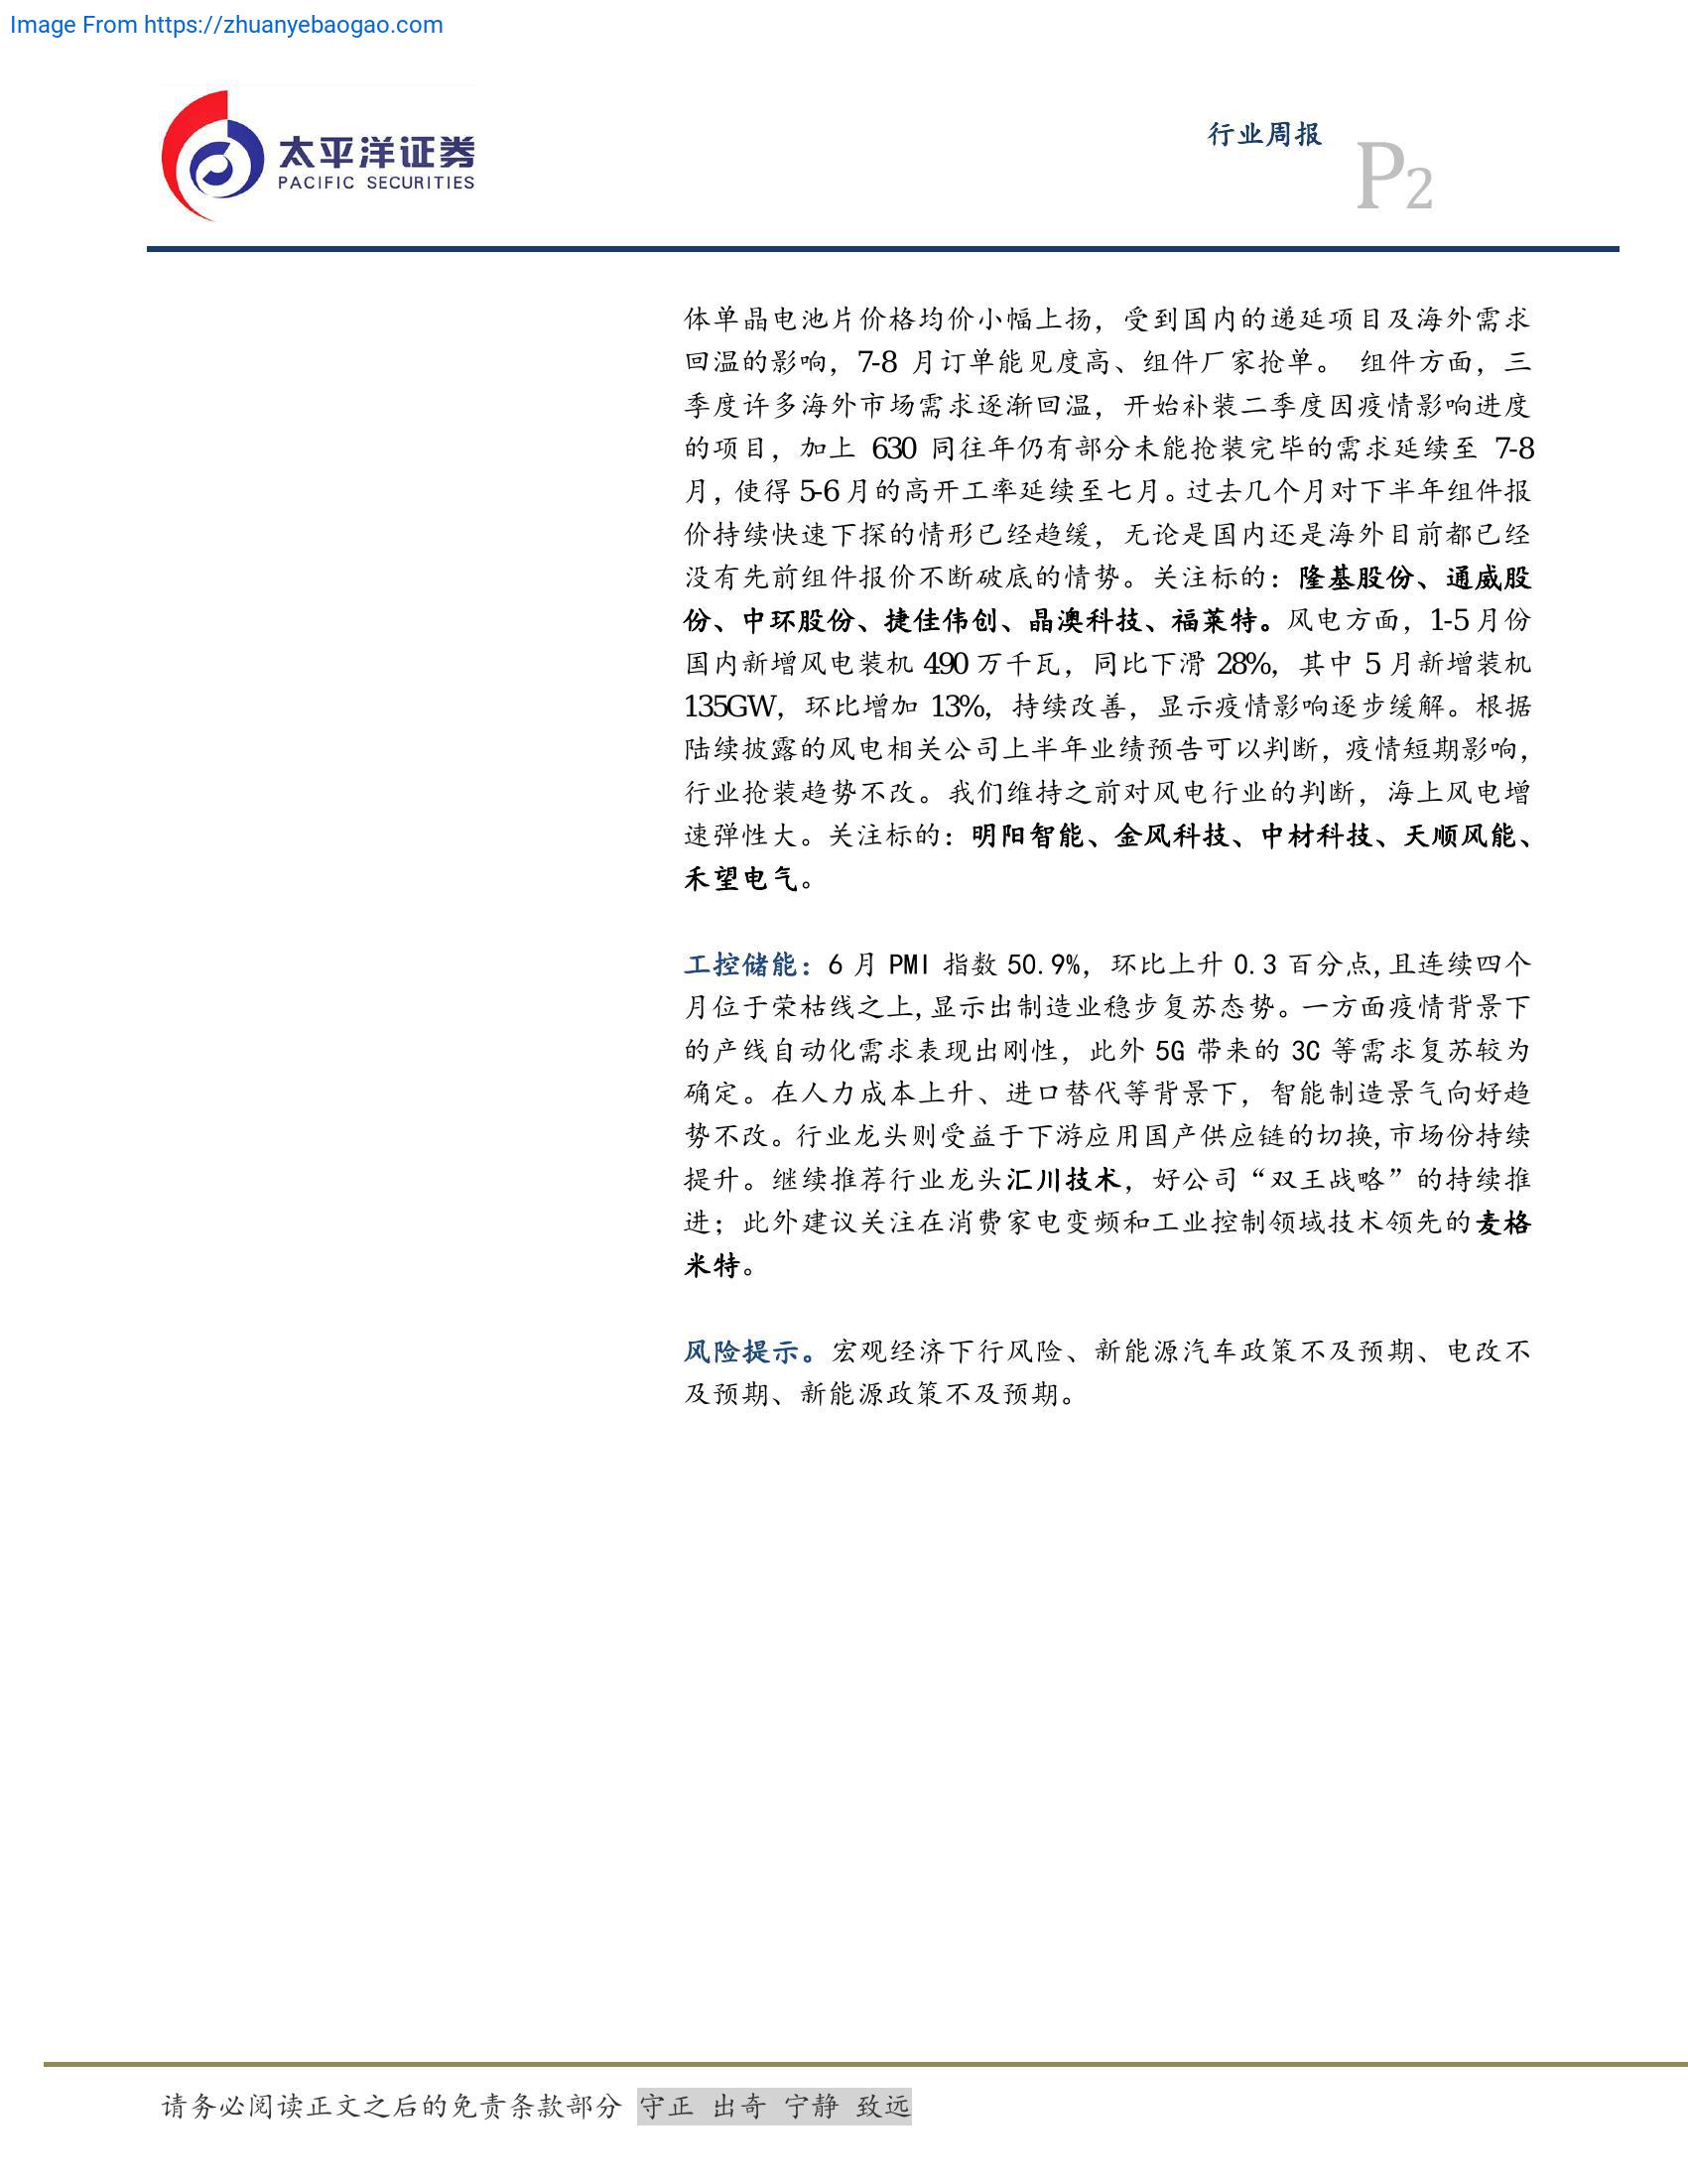 Image From https://zhuanyebaogao.com
太平洋证券
PACIFIC SECURITIES
行业周报
P2
体单晶电池片价格均价小幅上扬，受到国内的递延项目及海外需求
回温的影响，7-8 月订单能见度高、组件厂家抢单。 组件方面，三
季度许多海外市场需求逐渐回温，开始补装二季度因疫情影响进度
的项目，加上 630 同往年仍有部分未能抢装完毕的需求延续至 7-8
月，使得 5-6 月的高开工率延续至七月。过去几个月对下半年组件报
价持续快速下探的情形已经趋缓，无论是国内还是海外目前都已经
没有先前组件报价不断破底的情势。关注标的：隆基股份、通威股
份、中环股份、捷佳伟创、晶澳科技、福莱特。风电方面，1-5 月份
国内新增风电装机 490 万千瓦，同比下滑 28%，其中 5 月新增装机
135GW，环比增加 13%，持续改善，显示疫情影响逐步缓解。根据
陆续披露的风电相关公司上半年业绩预告可以判断，疫情短期影响，
行业抢装趋势不改。我们维持之前对风电行业的判断，海上风电增
速弹性大。关注标的：明阳智能、金风科技、中材科技、天顺风能、
禾望电气。
工控储能：6 月 PMI 指数 50.9%，环比上升 0.3 百分点,且连续四个
月位于荣枯线之上,显示出制造业稳步复苏态势。一方面疫情背景下
的产线自动化需求表现出刚性，此外 5G 带来的 3C 等需求复苏较为
确定。在人力成本上升、进口替代等背景下，智能制造景气向好趋
势不改。行业龙头则受益于下游应用国产供应链的切换,市场份持续
提升。继续推荐行业龙头汇川技术，好公司“双王战略”的持续推
进；此外建议关注在消费家电变频和工业控制领域技术领先的麦格
米特。
风险提示。宏观经济下行风险、新能源汽车政策不及预期、电改不
及预期、新能源政策不及预期。
请务必阅读正文之后的免责条款部分 守正 出奇 宁静 致远